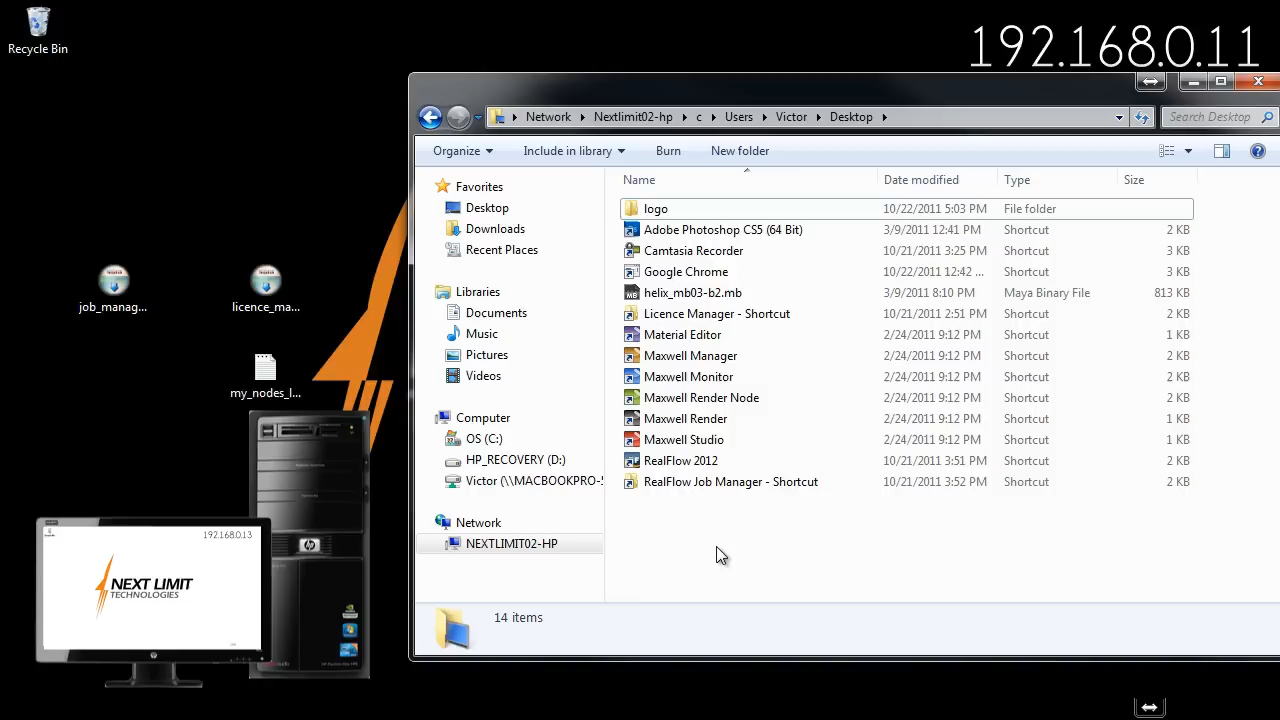 Recycle Bin
192.168.0.11
Network Nextlimit02-hp c Users Victor Desktop
Search Desktop
Organize Include in library Burn New folder
Name Date modified Type Size
Favorites
Desktop
Downloads
Recent Places
Libraries
Documents
Music
Pictures
Videos
Computer
OS (C:)
HP_RECOVERY (D:)
Victor (\\MACBOOKPRO-
Network
NEXTLIMIT02-HP
logo 10/22/2011 5:03 PM File folder
Adobe Photoshop CS5 (64 Bit) 3/9/2011 12:41 PM Shortcut 2 KB
Camtasia Recorder 10/21/2011 3:25 PM Shortcut 3 KB
Google Chrome 10/22/2011 12:42 ... Shortcut 3 KB
helix_mb03-b2.mb 3/9/2011 8:10 PM Maya Binary File 813 KB
Licence Manager - Shortcut 10/21/2011 2:51 PM Shortcut 2 KB
Material Editor 2/24/2011 9:12 PM Shortcut 1 KB
Maxwell Manager 2/24/2011 9:12 PM Shortcut 2 KB
Maxwell Monitor 2/24/2011 9:12 PM Shortcut 2 KB
Maxwell Render Node 2/24/2011 9:12 PM Shortcut 2 KB
Maxwell 2/24/2011 9:12 PM Shortcut 1 KB
Maxwell Studio 2/24/2011 9:12 PM Shortcut 1 KB
RealFlow 10/21/2011 3:51 PM Shortcut 2 KB
RealFlow Job Manager - Shortcut 10/21/2011 3:52 PM Shortcut 2 KB
14 items
job_manag...
licence_ma...
my_nodes_l...
192.168.0.13
NEXT LIMIT
TECHNOLOGIES
hp